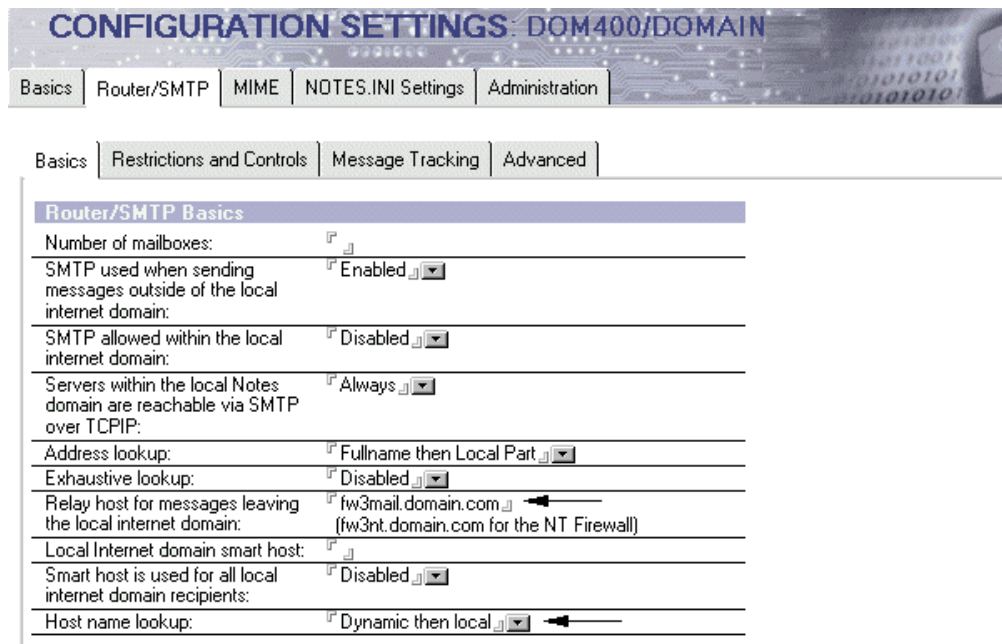 CONFIGURATION SETTINGS: DOM400/DOMAIN
Basics Router/SMTP MIME NOTES.INI Settings Administration
Basics Restrictions and Controls Message Tracking Advanced
Router/SMTP Basics
Number of mailboxes:
SMTP used when sending Enabled
messages outside of the local
internet domain:
SMTP allowed within the local Disabled
internet domain:
Servers within the local Notes Always
domain are reachable via SMTP
over TCPIP:
Address lookup: Fullname then Local Part
Exhaustive lookup: Disabled
Relay host for messages leaving fw3mail.domain.com
the local internet domain: (fw3nt.domain.com for the NT Firewall)
Local Internet domain smart host:
Smart host is used for all local Disabled
internet domain recipients:
Host name lookup: Dynamic then local